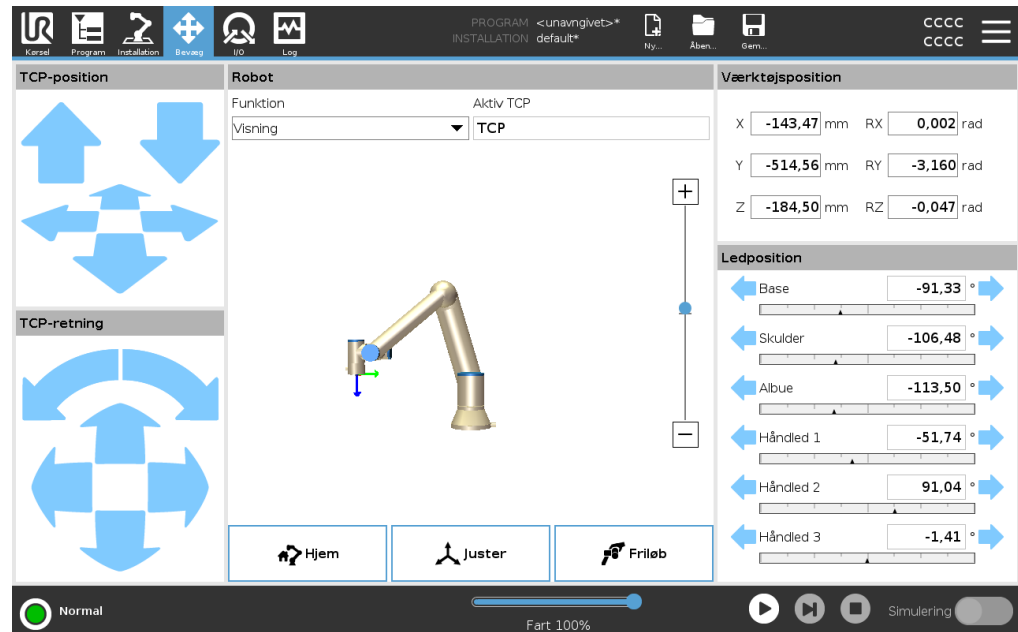 UR
PROGRAM <unavngivet>*
INSTALLATION default*
CCCC
CCCC
Kørsel Program Installation Bevæg I/O Log Ny... Åben... Gem...
TCP-position
Robot
Funktion Aktiv TCP
Visning TCP
+
−
TCP-retning
Hjem Juster Friløb
Værktøjsposition
X -143,47 mm RX 0,002 rad
Y -514,56 mm RY -3,160 rad
Z -184,50 mm RZ -0,047 rad
Ledposition
Base -91,33 °
Skulder -106,48 °
Albue -113,50 °
Håndled 1 -51,74 °
Håndled 2 91,04 °
Håndled 3 -1,41 °
Normal
Fart 100%
Simulering